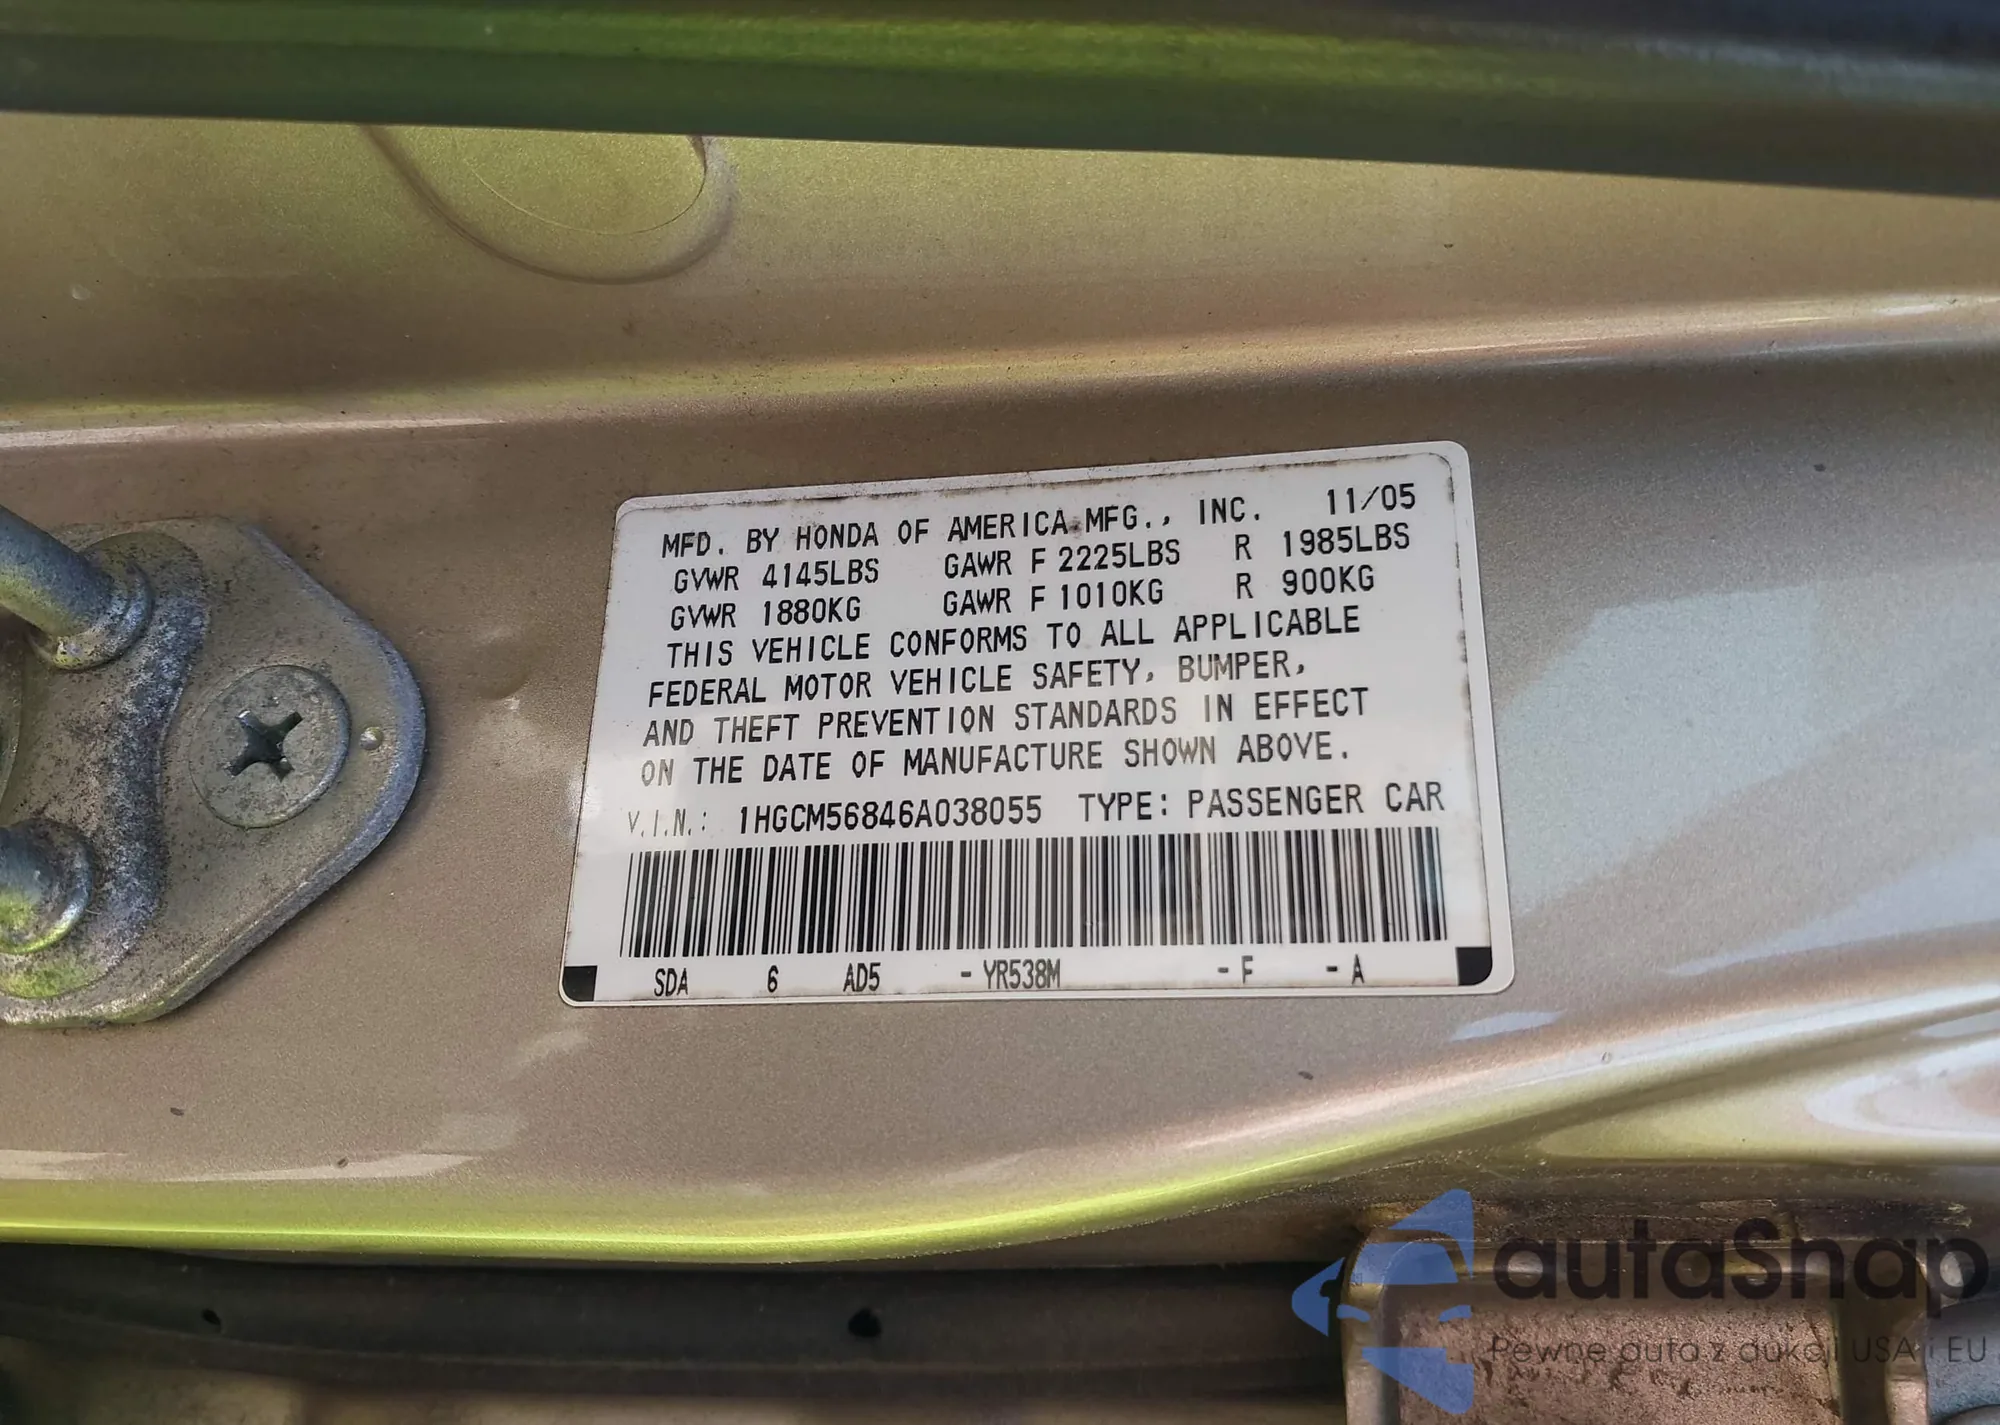 MFD. BY HONDA OF AMERICA MFG., INC. 11/05
GVWR 4145LBS GAWR F 2225LBS R 1985LBS
GVWR 1880KG GAWR F 1010KG R 900KG
THIS VEHICLE CONFORMS TO ALL APPLICABLE
FEDERAL MOTOR VEHICLE SAFETY, BUMPER,
AND THEFT PREVENTION STANDARDS IN EFFECT
ON THE DATE OF MANUFACTURE SHOWN ABOVE.
V.I.N.: 1HGCM56846A038055 TYPE: PASSENGER CAR
SDA 6 AD5 - YR538M - F - A
autaSnap
Pewne auta z aukcji USA i EU